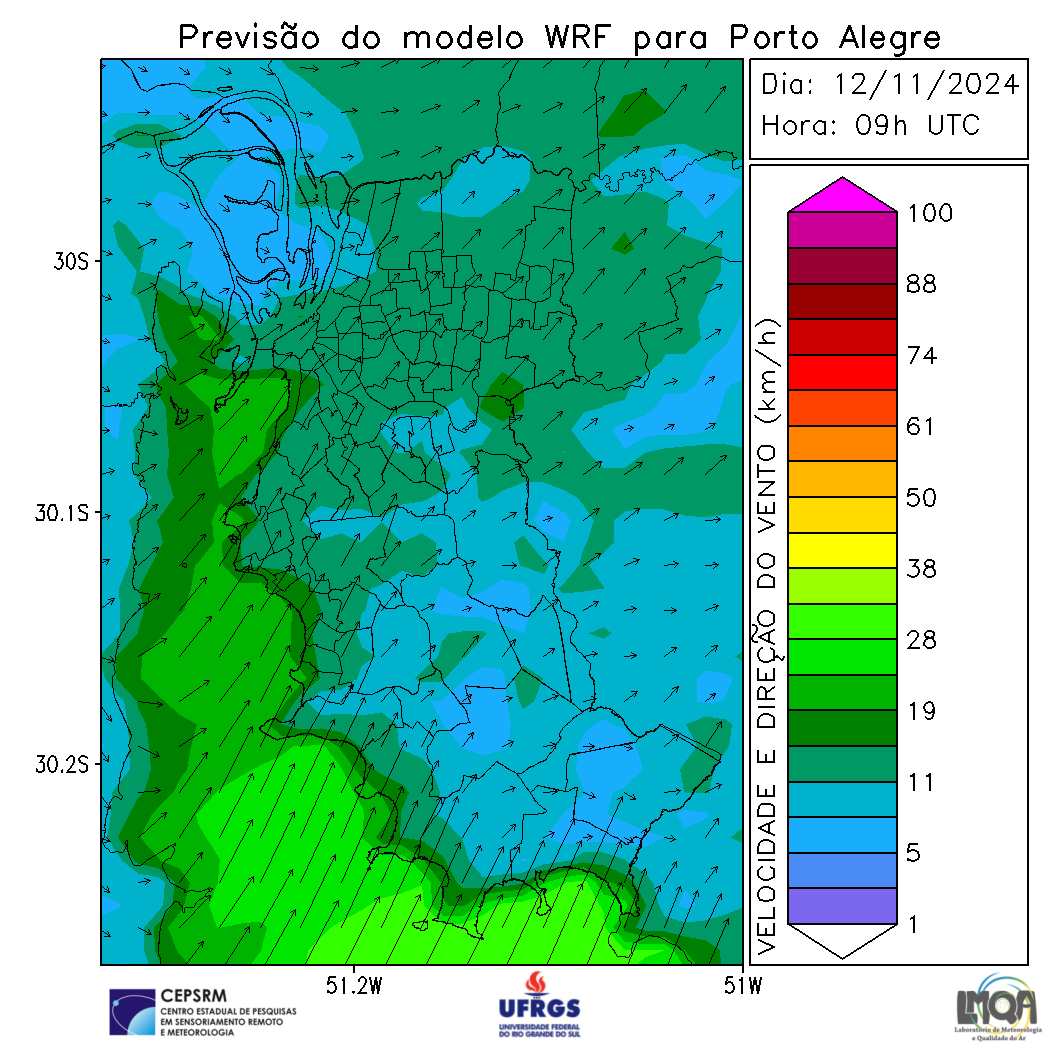 Previsão do modelo WRF para Porto Alegre
Dia: 12/11/2024
Hora: 09h UTC
30S
30.1S
30.2S
51.2W
51W
VELOCIDADE E DIREÇÃO DO VENTO (km/h)
100
88
74
61
50
38
28
19
11
5
1
CEPSRM
CENTRO ESTADUAL DE PESQUISAS
EM SENSORIAMENTO REMOTO
E METEOROLOGIA
UFRGS
UNIVERSIDADE FEDERAL
DO RIO GRANDE DO SUL
LMQA
Laboratório de Meteorologia
e Qualidade do Ar